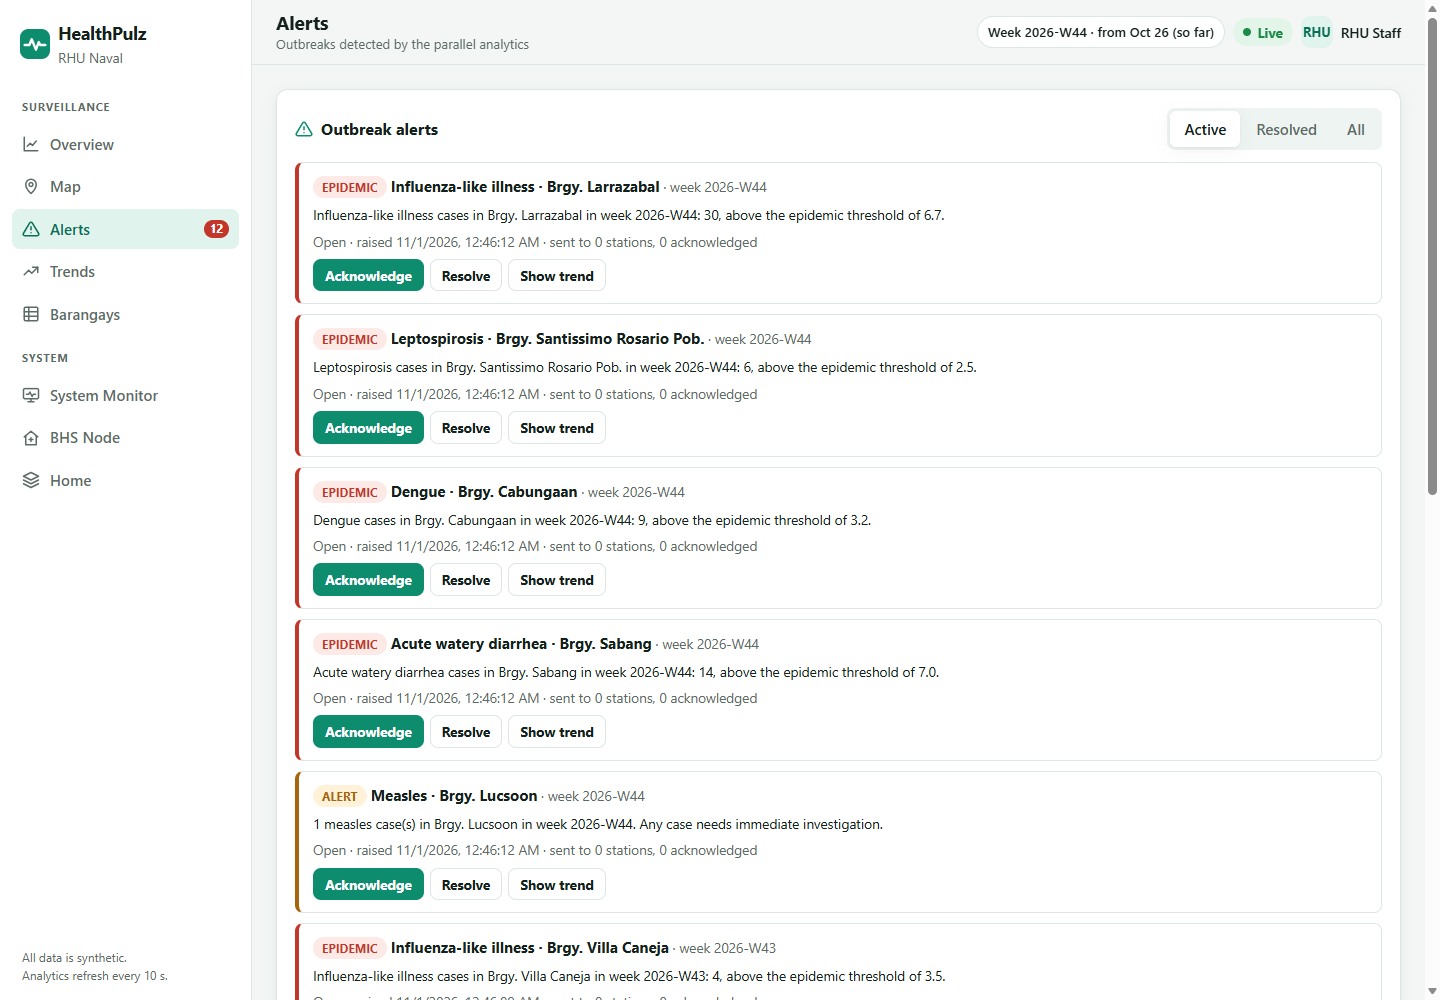 HealthPulz
RHU Naval
SURVEILLANCE
Overview
Map
Alerts 12
Trends
Barangays
SYSTEM
System Monitor
BHS Node
Home
All data is synthetic.
Analytics refresh every 10 s.
Alerts
Outbreaks detected by the parallel analytics
Week 2026-W44 · from Oct 26 (so far)
Live
RHU RHU Staff
Outbreak alerts
Active Resolved All
EPIDEMIC Influenza-like illness · Brgy. Larrazabal · week 2026-W44
Influenza-like illness cases in Brgy. Larrazabal in week 2026-W44: 30, above the epidemic threshold of 6.7.
Open · raised 11/1/2026, 12:46:12 AM · sent to 0 stations, 0 acknowledged
Acknowledge Resolve Show trend
EPIDEMIC Leptospirosis · Brgy. Santissimo Rosario Pob. · week 2026-W44
Leptospirosis cases in Brgy. Santissimo Rosario Pob. in week 2026-W44: 6, above the epidemic threshold of 2.5.
Open · raised 11/1/2026, 12:46:12 AM · sent to 0 stations, 0 acknowledged
Acknowledge Resolve Show trend
EPIDEMIC Dengue · Brgy. Cabungaan · week 2026-W44
Dengue cases in Brgy. Cabungaan in week 2026-W44: 9, above the epidemic threshold of 3.2.
Open · raised 11/1/2026, 12:46:12 AM · sent to 0 stations, 0 acknowledged
Acknowledge Resolve Show trend
EPIDEMIC Acute watery diarrhea · Brgy. Sabang · week 2026-W44
Acute watery diarrhea cases in Brgy. Sabang in week 2026-W44: 14, above the epidemic threshold of 7.0.
Open · raised 11/1/2026, 12:46:12 AM · sent to 0 stations, 0 acknowledged
Acknowledge Resolve Show trend
ALERT Measles · Brgy. Lucsoon · week 2026-W44
1 measles case(s) in Brgy. Lucsoon in week 2026-W44. Any case needs immediate investigation.
Open · raised 11/1/2026, 12:46:12 AM · sent to 0 stations, 0 acknowledged
Acknowledge Resolve Show trend
EPIDEMIC Influenza-like illness · Brgy. Villa Caneja · week 2026-W43
Influenza-like illness cases in Brgy. Villa Caneja in week 2026-W43: 4, above the epidemic threshold of 3.5.